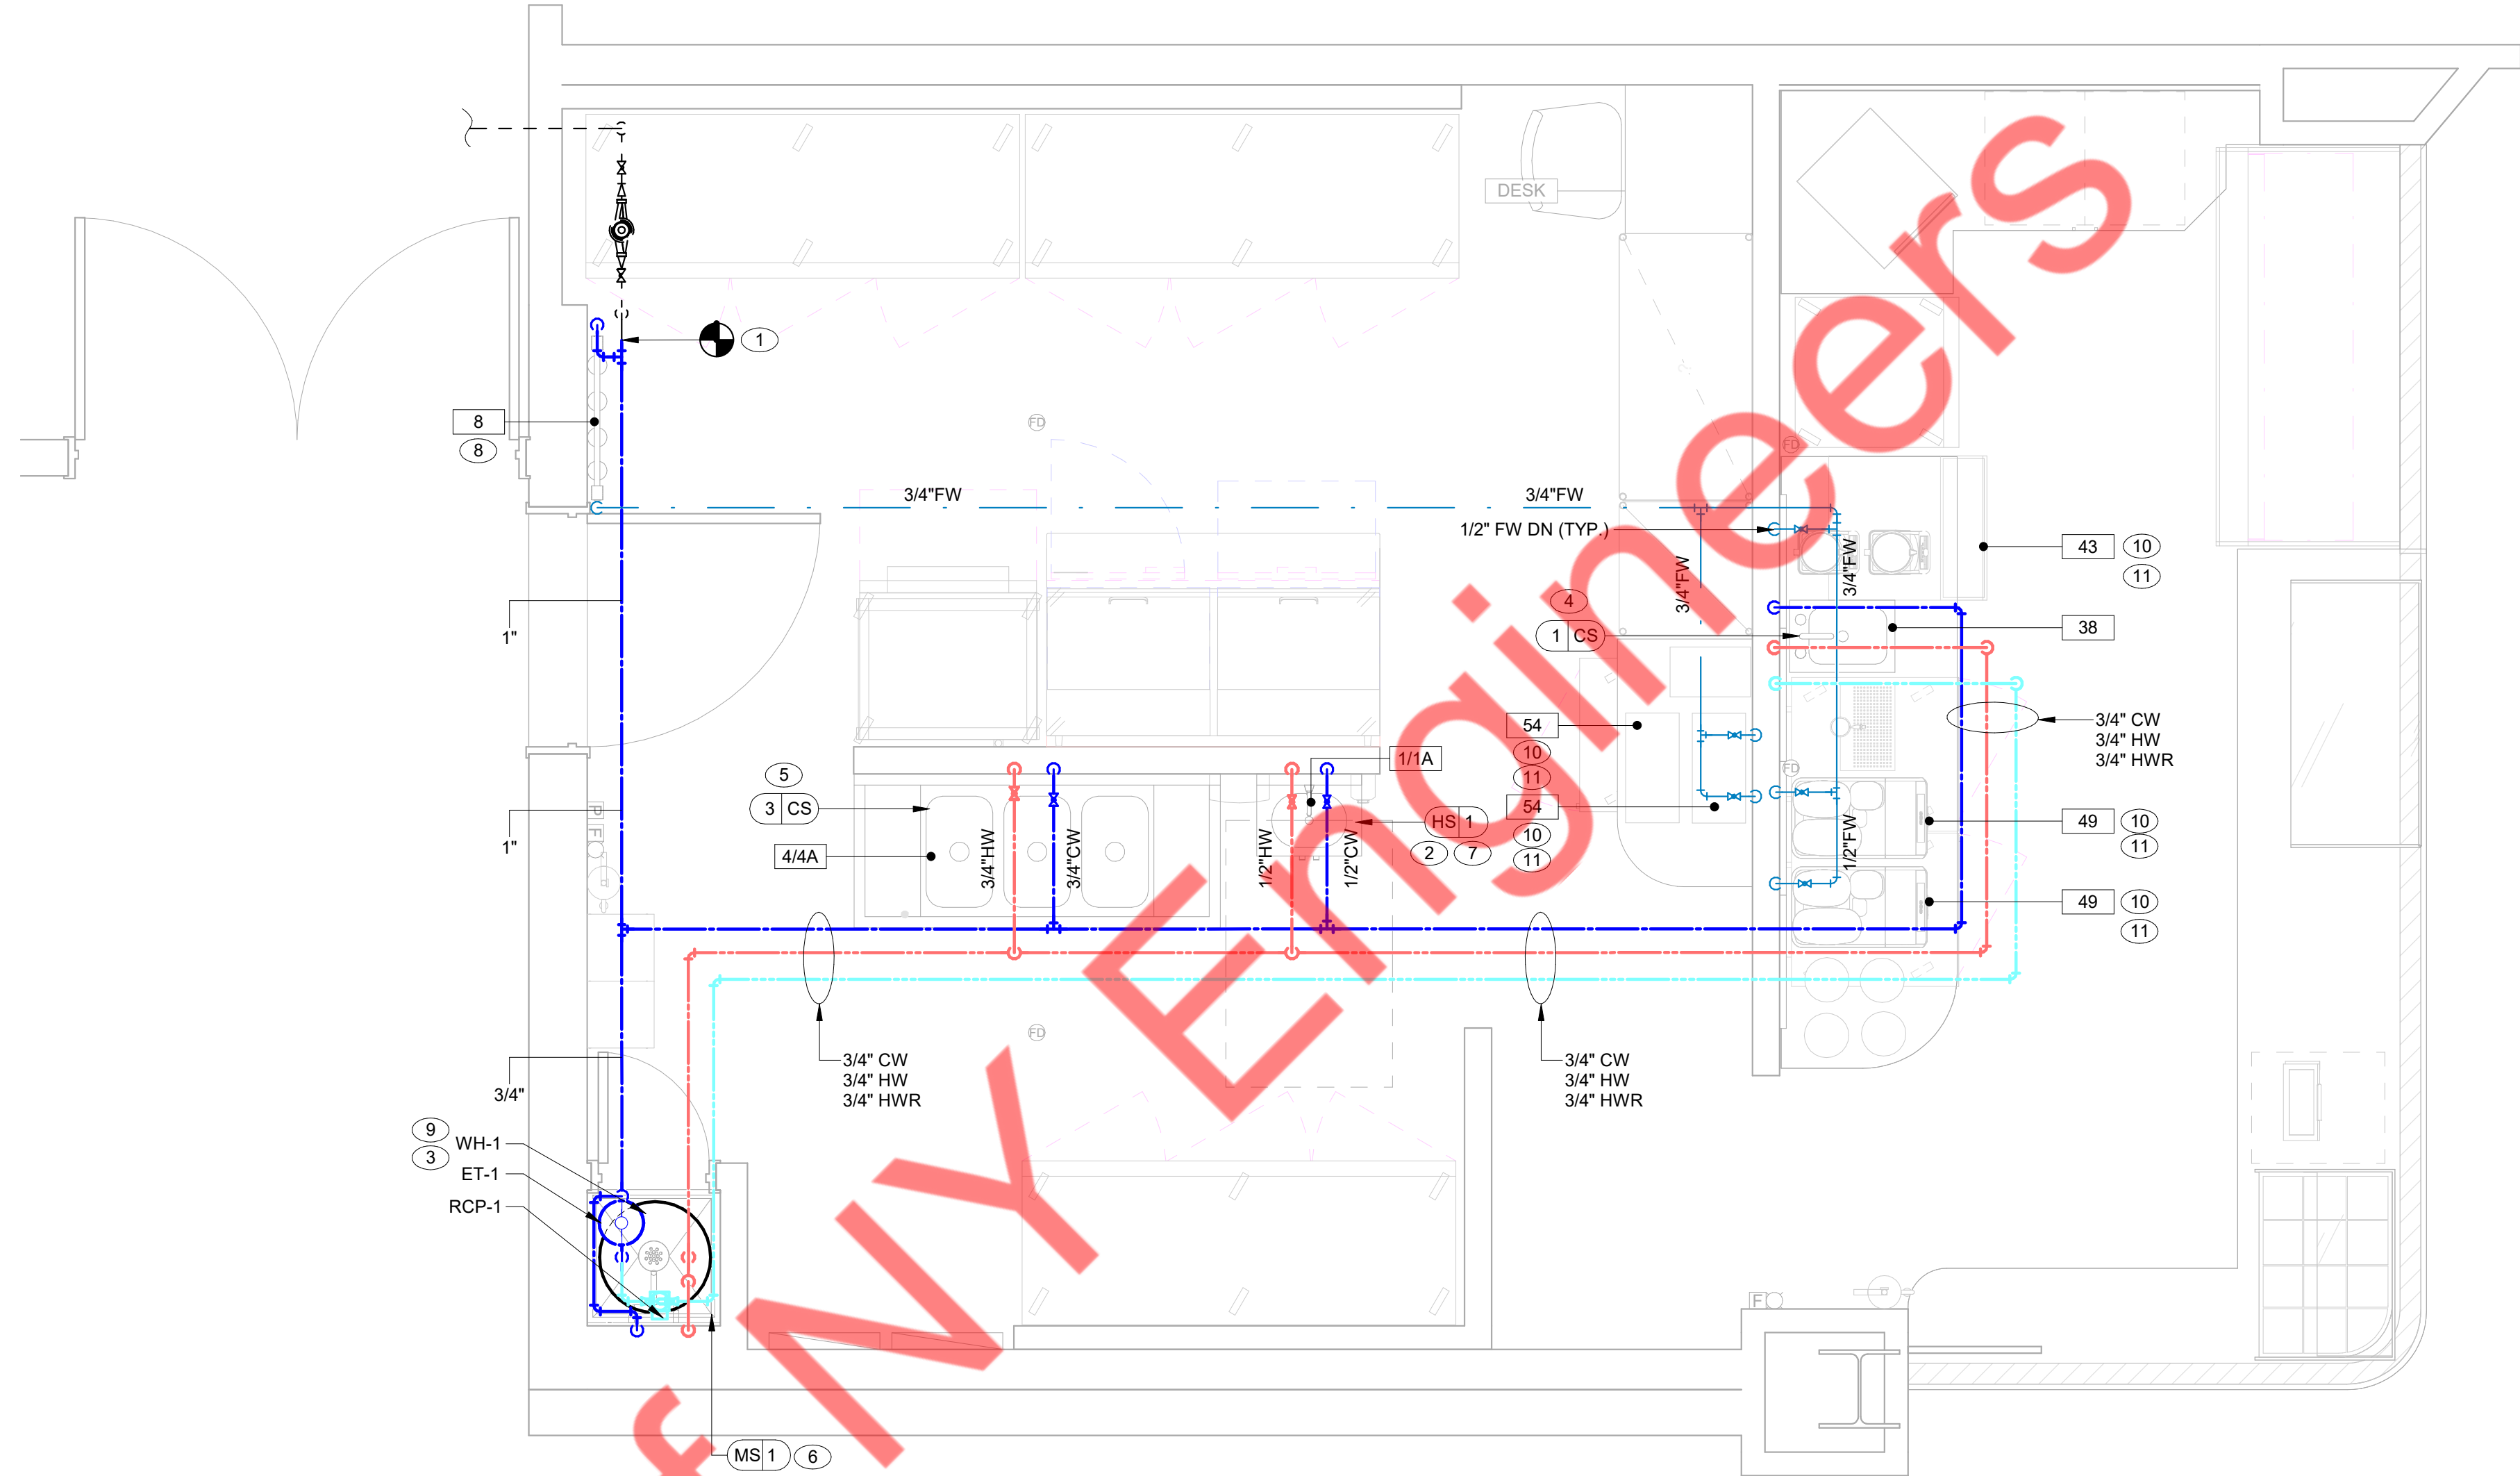 DESK
1
8
8
FD
FD
3/4"FW
3/4"FW
1/2" FW DN (TYP.)
43
10
11
3/4"FW
3/4"FW
4
1 CS
38
1"
54
10
11
3/4" CW
3/4" HW
3/4" HWR
1/1A
5
3 CS
FD
54
10
11
HS 1
2
7
49
10
11
P
F
1"
4/4A
3/4"HW
3/4"CW
1/2"HW
1/2"CW
1/2"FW
49
10
11
FD
3/4" CW
3/4" HW
3/4" HWR
3/4" CW
3/4" HW
3/4" HWR
3/4"
9
WH-1
3
ET-1
RCP-1
F
MS 1
6
f NY Engineers